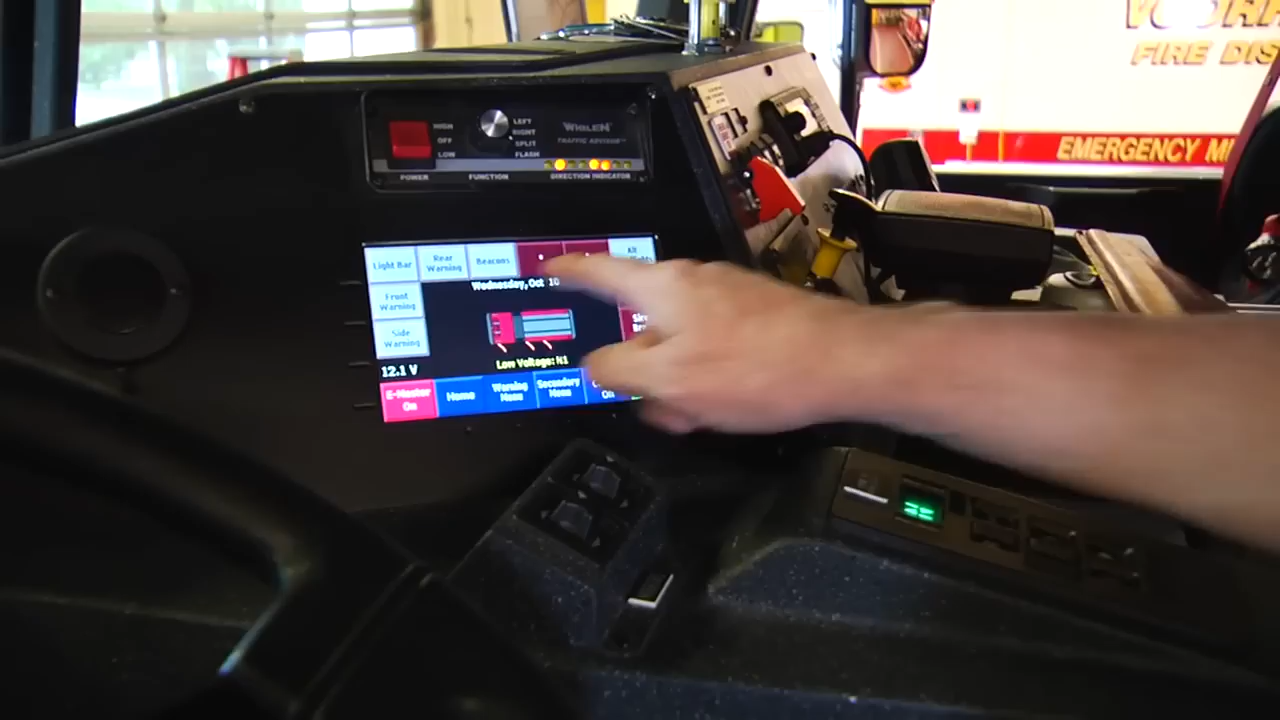 HIGH
OFF
LOW
POWER
LEFT
RIGHT
SPLIT
FLASH
FUNCTION
WHELEN
TRAFFIC ADVISOR
DIRECTION INDICATOR
FIRE DIS
EMERGENCY M
Light Bar
Rear
Warning
Beacons
Alt
Front
Warning
Side
Warning
Wednesday, Oct 10
Low Voltage: N1
12.1 V
E-Master
On
Home
Warning
Menu
Secondary
Menu
On